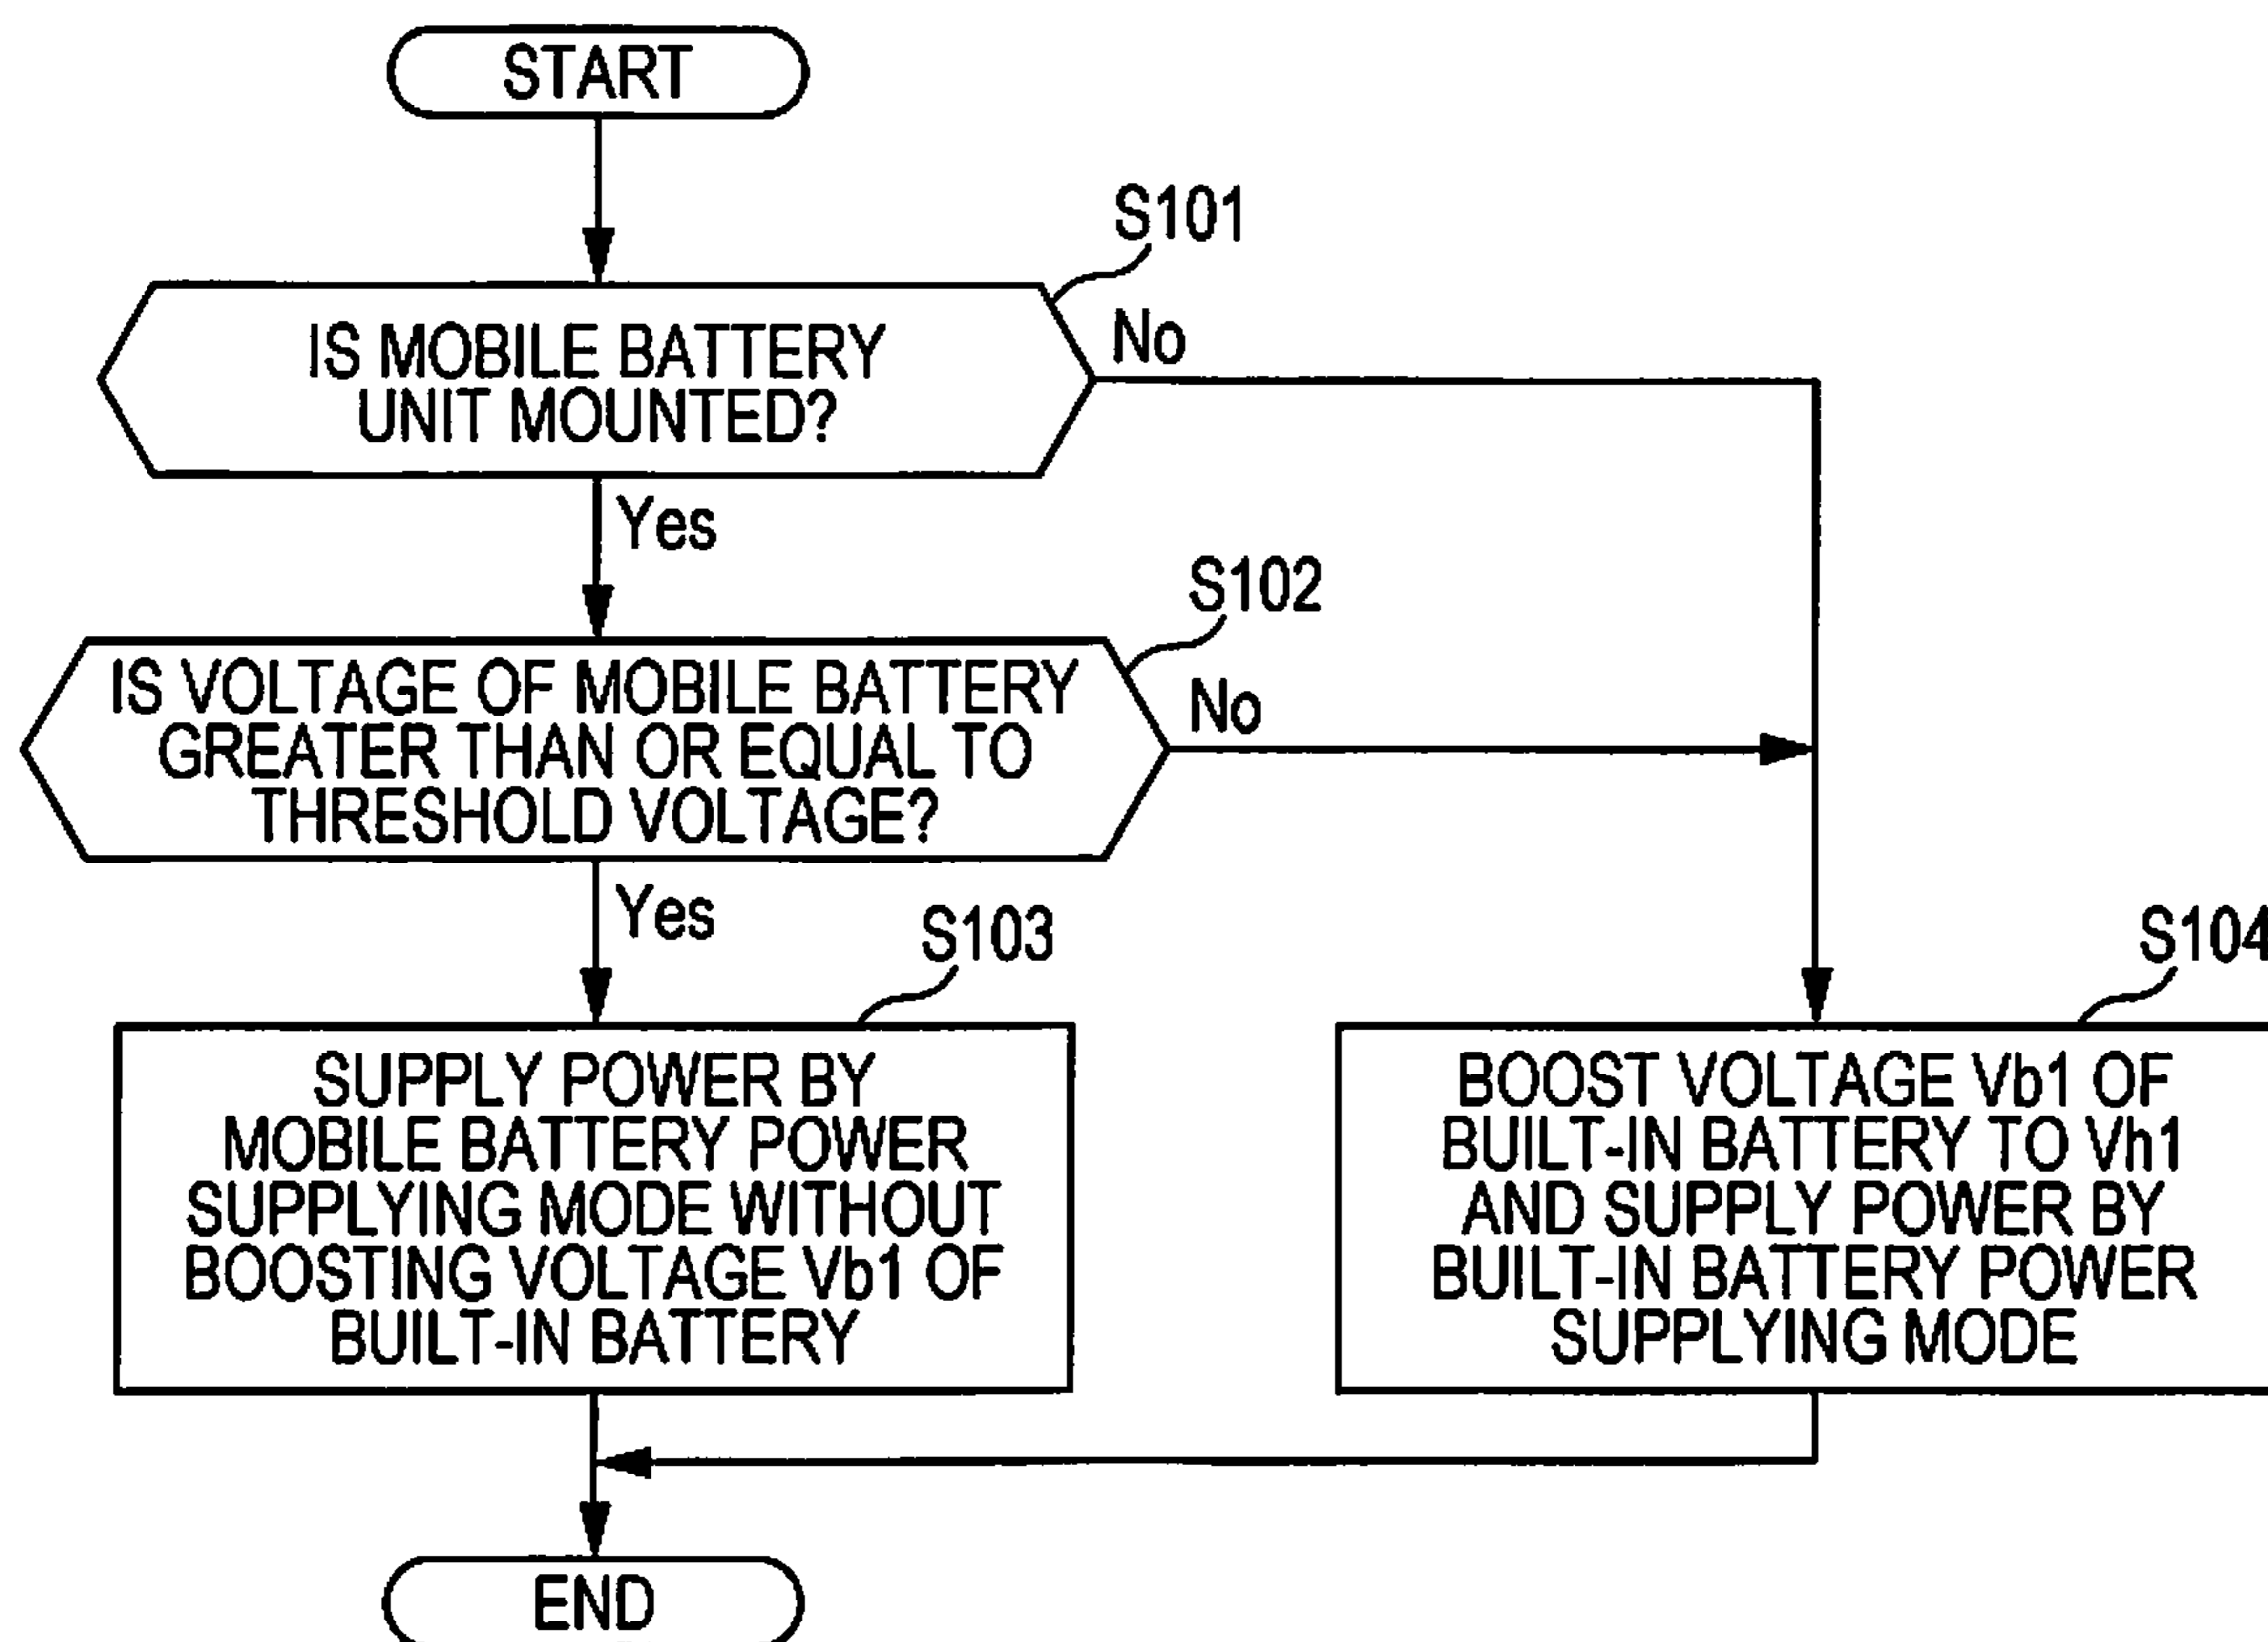 START
S101
IS MOBILE BATTERY
UNIT MOUNTED?
No
Yes
S102
IS VOLTAGE OF MOBILE BATTERY
GREATER THAN OR EQUAL TO
THRESHOLD VOLTAGE?
No
Yes
S103
SUPPLY POWER BY
MOBILE BATTERY POWER
SUPPLYING MODE WITHOUT
BOOSTING VOLTAGE Vb1 OF
BUILT-IN BATTERY
S104
BOOST VOLTAGE Vb1 OF
BUILT-IN BATTERY TO Vh1
AND SUPPLY POWER BY
BUILT-IN BATTERY POWER
SUPPLYING MODE
END